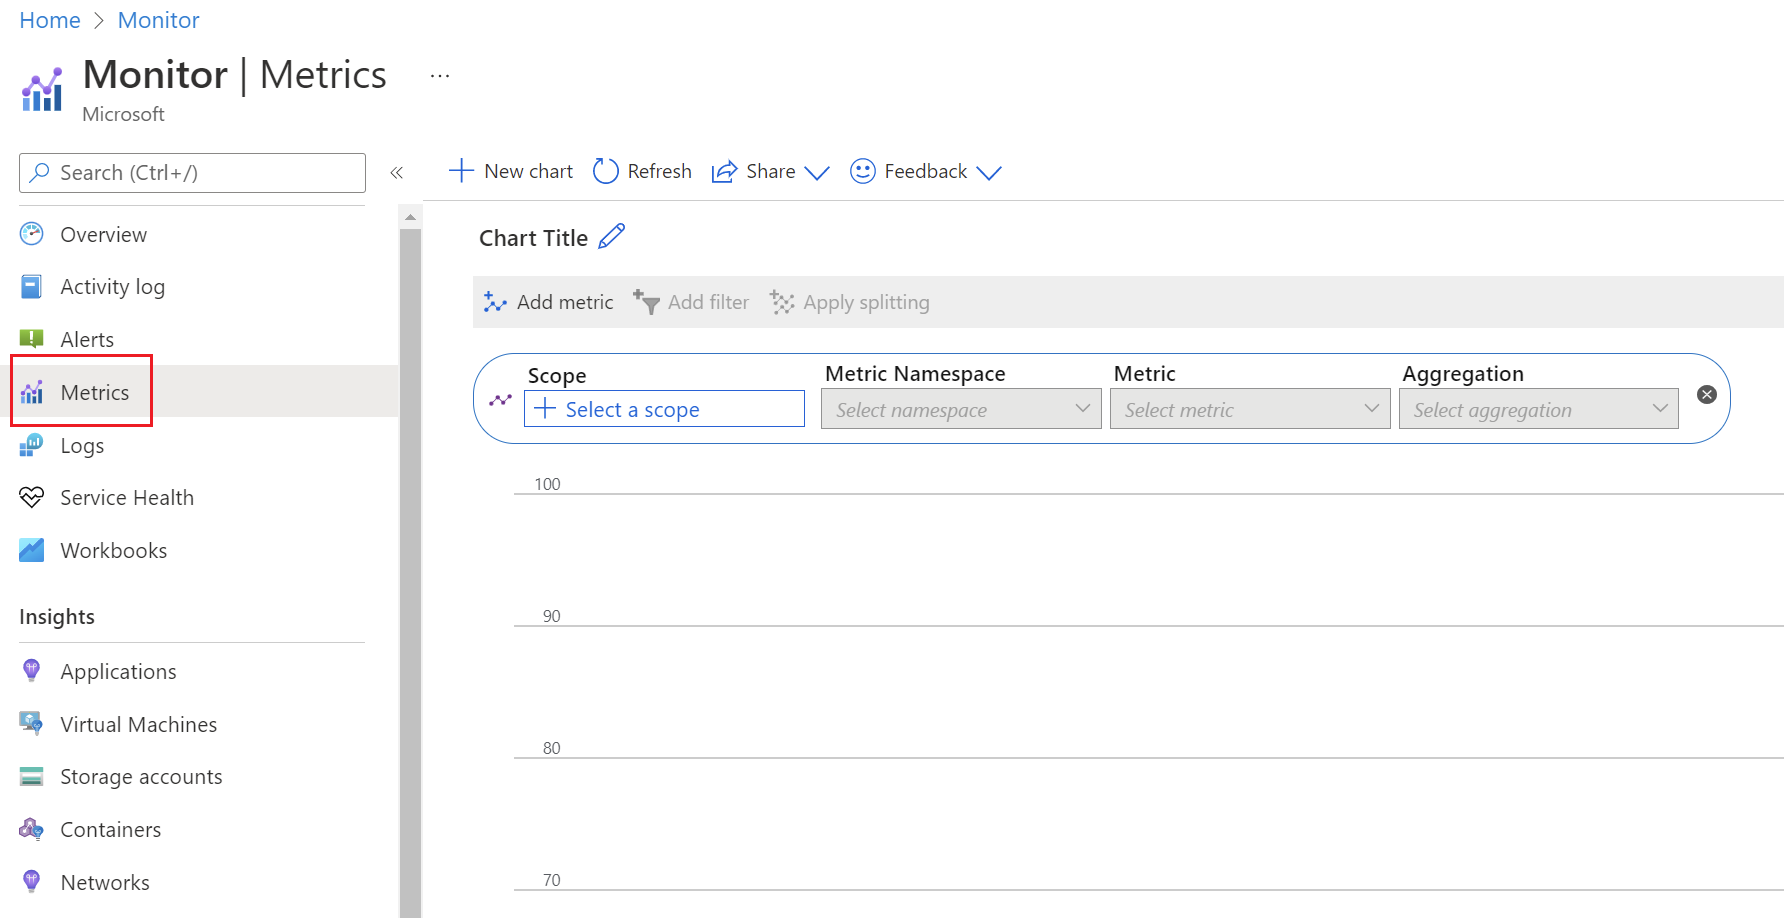 Home > Monitor
Monitor | Metrics ...
Microsoft
Search (Ctrl+/)
«
New chart Refresh Share Feedback
Overview
Activity log
Alerts
Metrics
Logs
Service Health
Workbooks
Insights
Applications
Virtual Machines
Storage accounts
Containers
Networks
Chart Title
Add metric Add filter Apply splitting
Scope Metric Namespace Metric Aggregation
Select a scope Select namespace Select metric Select aggregation
100
90
80
70